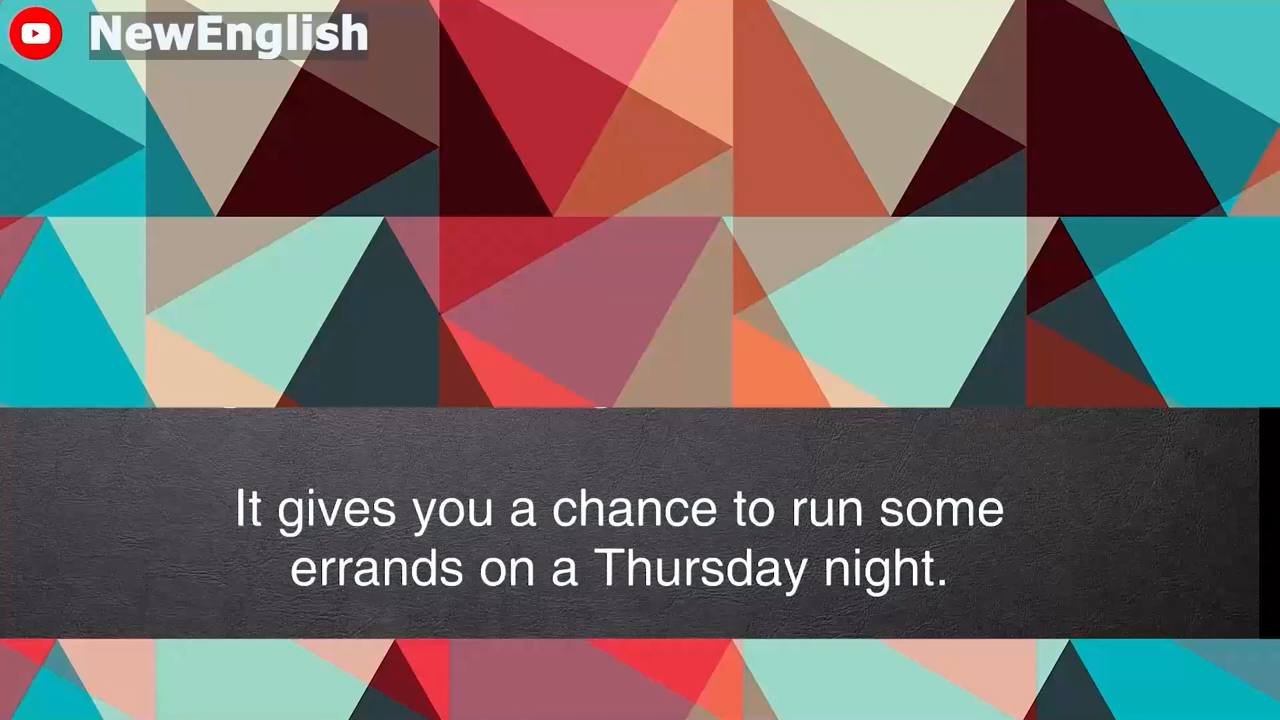 NewEnglish
It gives you a chance to run some
errands on a Thursday night.